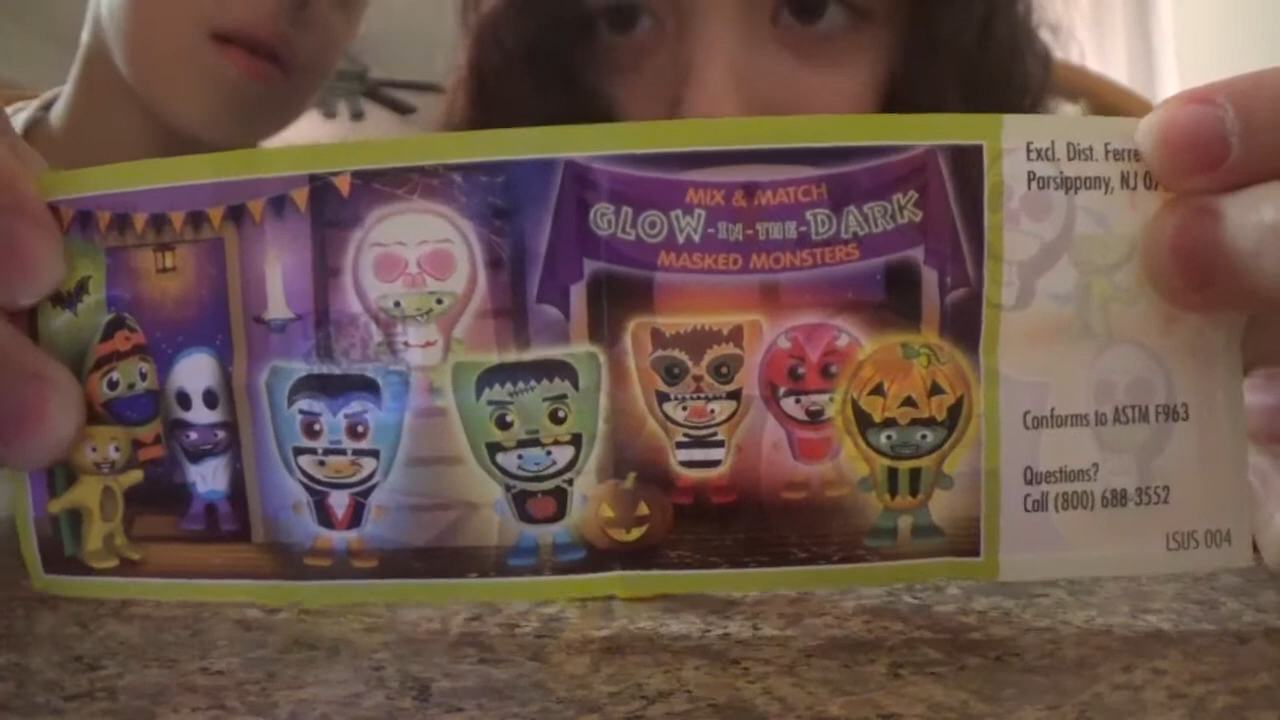 MIX & MATCH
GLOW-IN-THE-DARK
MASKED MONSTERS
Excl. Dist.
Parsippany, NJ
Conforms to ASTM F963
Questions?
Call (800) 688-3552
LSUS 004